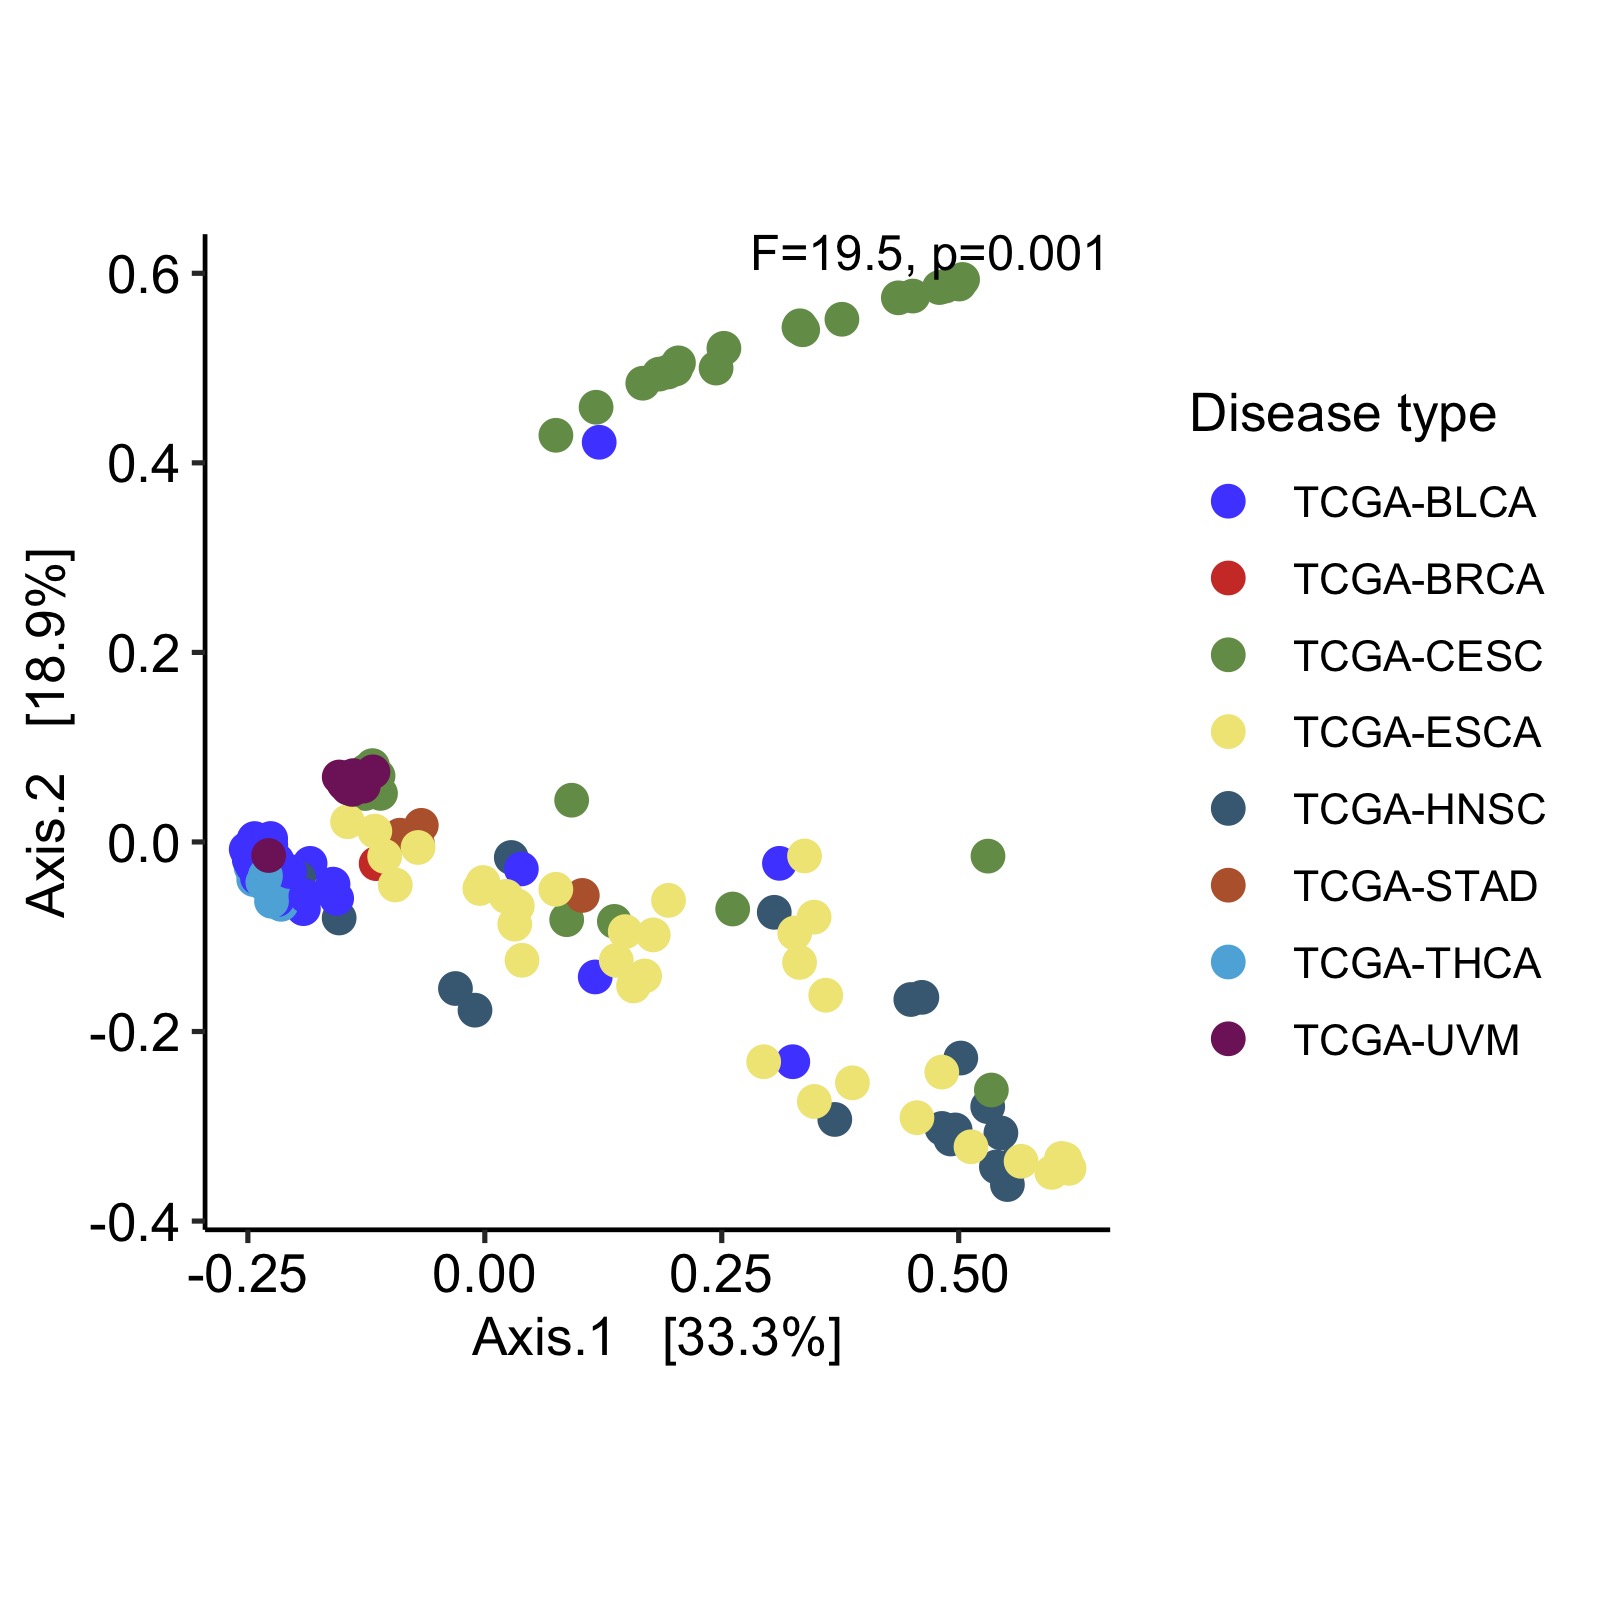 F=19.5, p=0.001
0.6
0.4
0.2
0.0
-0.2
-0.4
Axis.2 [18.9%]
-0.25 0.00 0.25 0.50
Axis.1 [33.3%]
Disease type
TCGA-BLCA
TCGA-BRCA
TCGA-CESC
TCGA-ESCA
TCGA-HNSC
TCGA-STAD
TCGA-THCA
TCGA-UVM